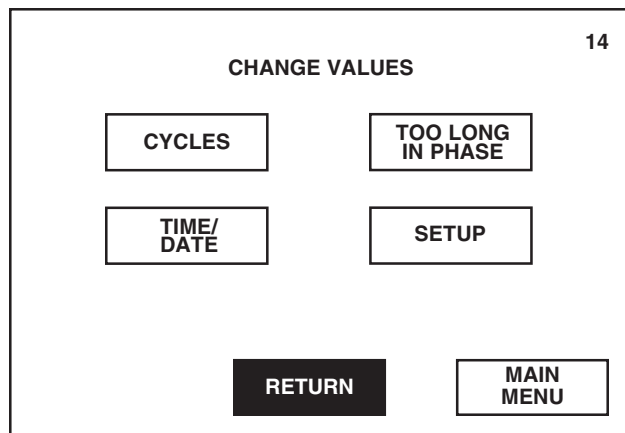 14
CHANGE VALUES
CYCLES
TOO LONG
IN PHASE
TIME/
DATE
SETUP
RETURN
MAIN
MENU